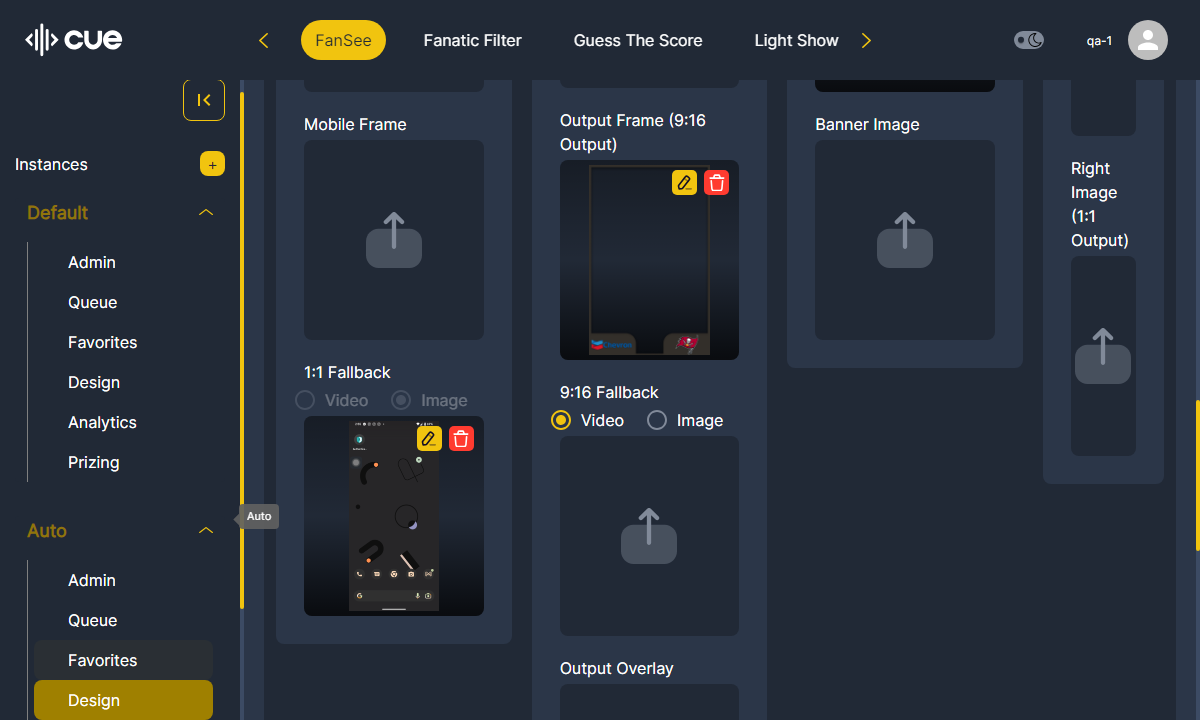 cue
FanSee
Fanatic Filter
Guess The Score
Light Show
qa-1
Instances
+
Default
Admin
Queue
Favorites
Design
Analytics
Prizing
Auto
Admin
Queue
Favorites
Design
Auto
Mobile Frame
1:1 Fallback
Video
Image
Output Frame (9:16
Output)
9:16 Fallback
Video
Image
Output Overlay
Banner Image
Right
Image
(1:1
Output)